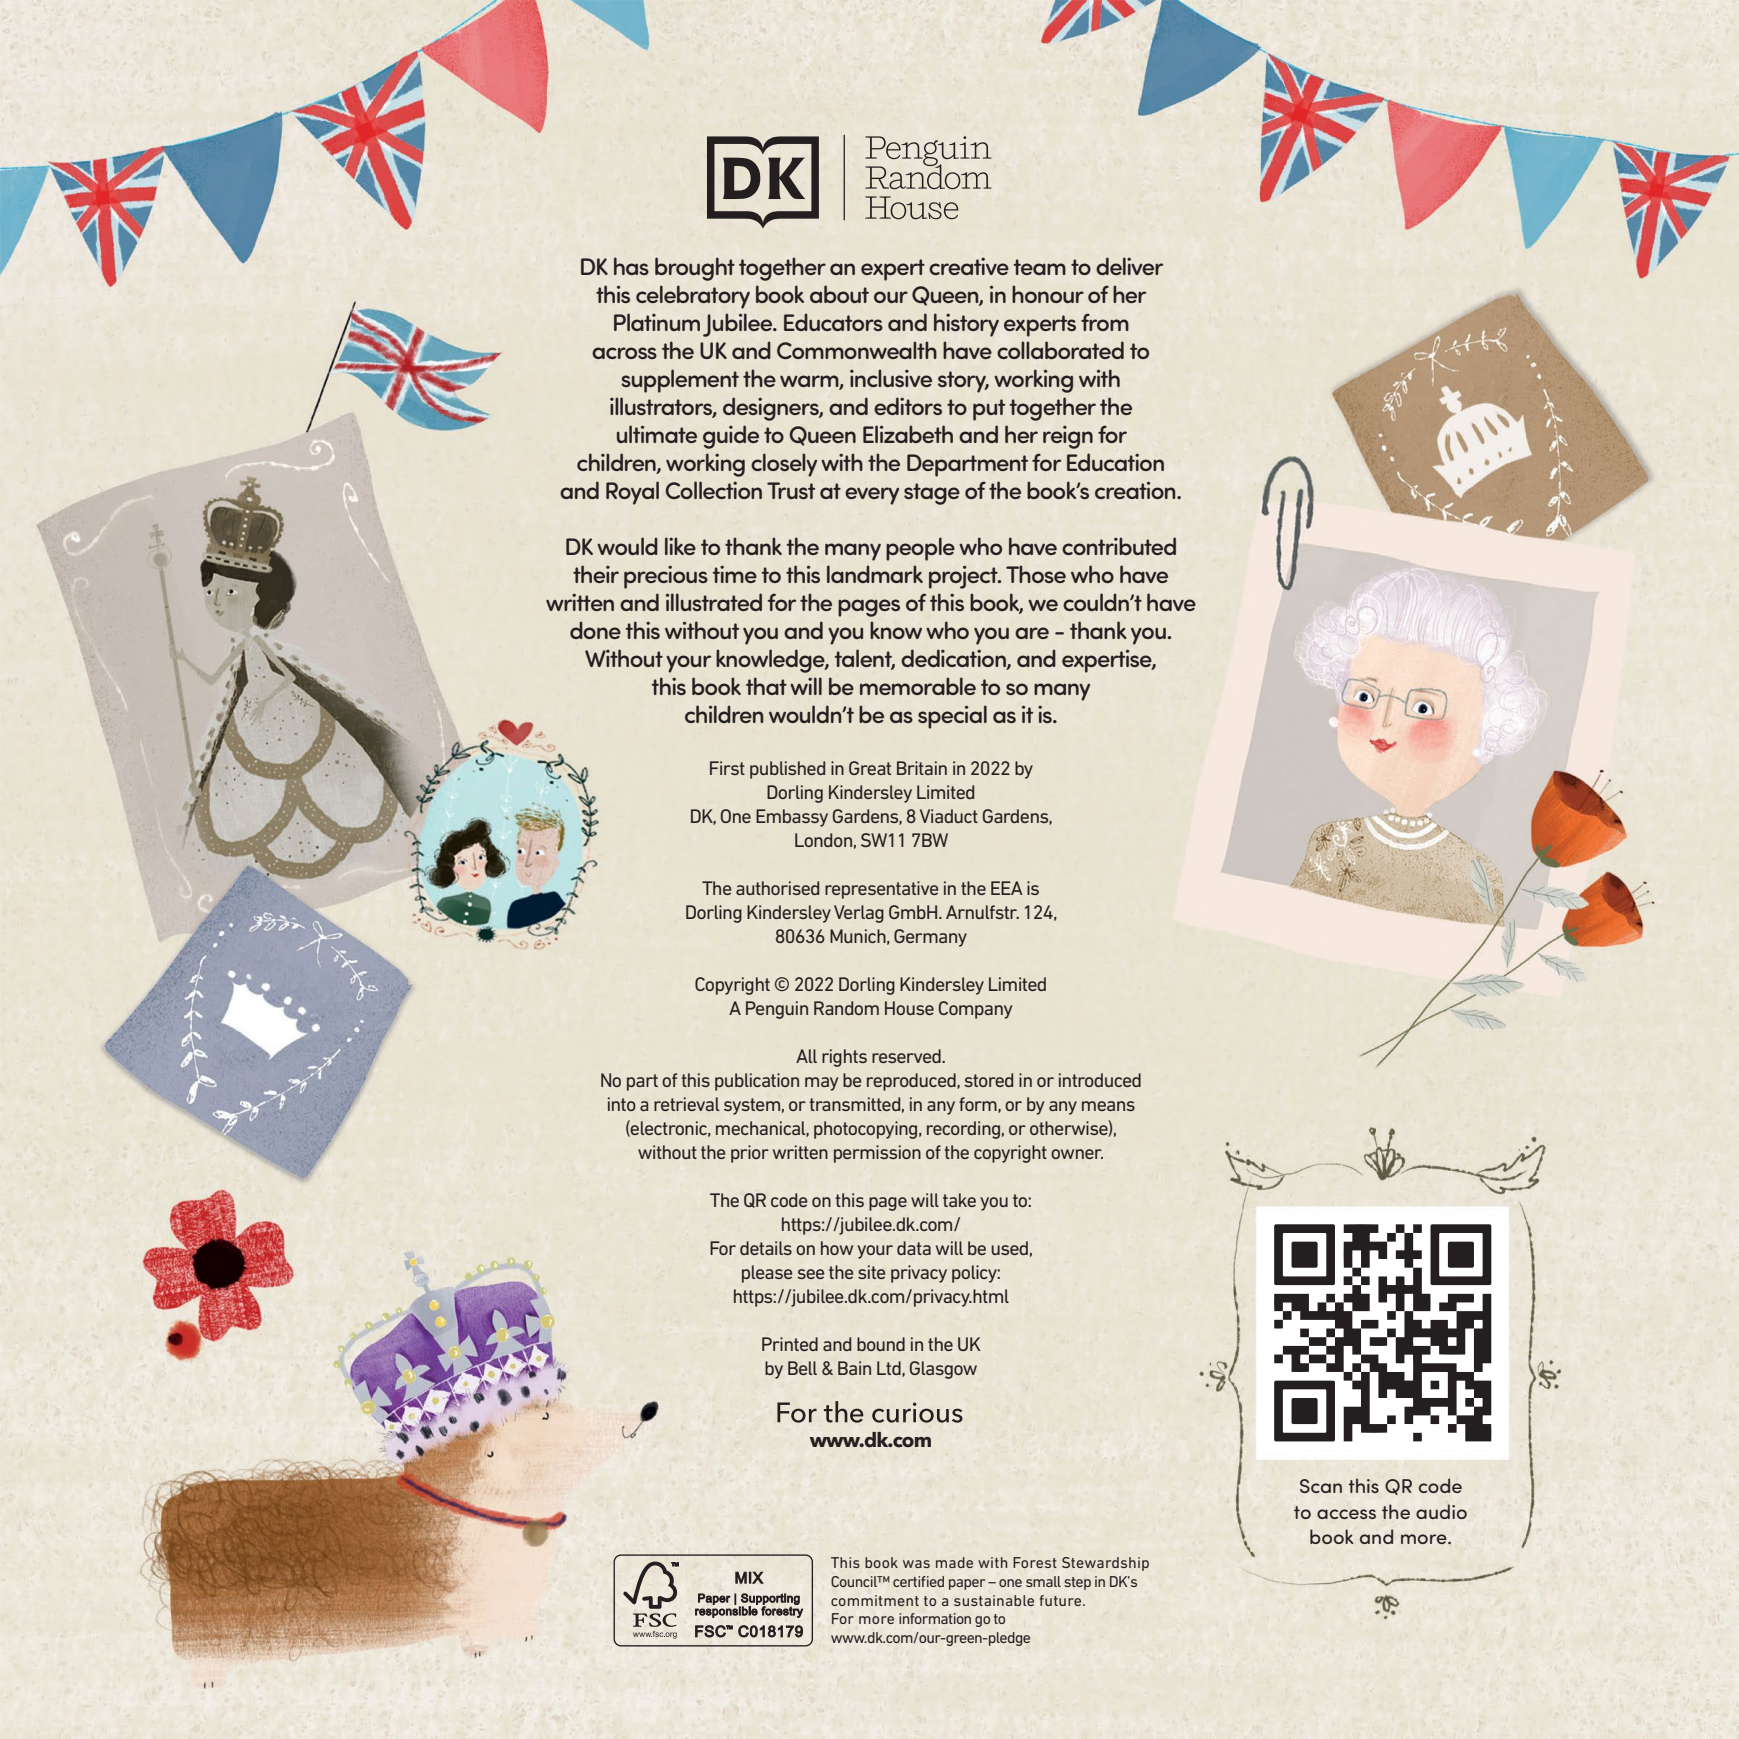 DK
Penguin
Random
House
DK has brought together an expert creative team to deliver
this celebratory book about our Queen, in honour of her
Platinum Jubilee. Educators and history experts from
across the UK and Commonwealth have collaborated to
supplement the warm, inclusive story, working with
illustrators, designers, and editors to put together the
ultimate guide to Queen Elizabeth and her reign for
children, working closely with the Department for Education
and Royal Collection Trust at every stage of the book's creation.
DK would like to thank the many people who have contributed
their precious time to this landmark project. Those who have
written and illustrated for the pages of this book, we couldn't have
done this without you and you know who you are - thank you.
Without your knowledge, talent, dedication, and expertise,
this book that will be memorable to so many
children wouldn't be as special as it is.
First published in Great Britain in 2022 by
Dorling Kindersley Limited
DK, One Embassy Gardens, 8 Viaduct Gardens,
London, SW11 7BW
The authorised representative in the EEA is
Dorling Kindersley Verlag GmbH. Arnulfstr. 124,
80636 Munich, Germany
Copyright © 2022 Dorling Kindersley Limited
A Penguin Random House Company
All rights reserved.
No part of this publication may be reproduced, stored in or introduced
into a retrieval system, or transmitted, in any form, or by any means
(electronic, mechanical, photocopying, recording, or otherwise),
without the prior written permission of the copyright owner.
The QR code on this page will take you to:
https://jubilee.dk.com/
For details on how your data will be used,
please see the site privacy policy:
https://jubilee.dk.com/privacy.html
Printed and bound in the UK
by Bell & Bain Ltd, Glasgow
For the curious
www.dk.com
Scan this QR code
to access the audio
book and more.
™
FSC
www.fsc.org
MIX
Paper | Supporting
responsible forestry
FSC™ C018179
This book was made with Forest Stewardship
Council™ certified paper – one small step in DK's
commitment to a sustainable future.
For more information go to
www.dk.com/our-green-pledge